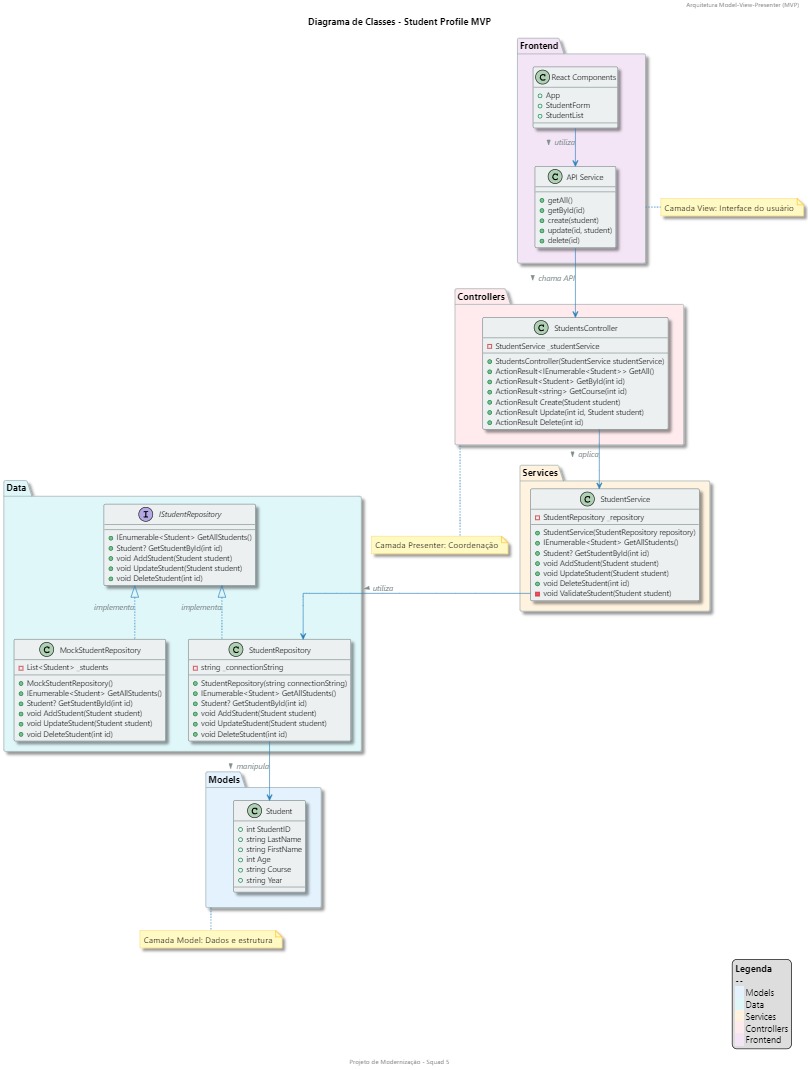 Arquitetura Model-View-Presenter (MVP)
Diagrama de Classes - Student Profile MVP
Frontend
C React Components
App
StudentForm
StudentList
utiliza
C API Service
getAll()
getById(id)
create(student)
update(id, student)
delete(id)
Camada View: Interface do usuário
chama API
Controllers
C StudentsController
StudentService _studentService
StudentsController(StudentService studentService)
ActionResult<IEnumerable<Student>> GetAll()
ActionResult<Student> GetById(int id)
ActionResult<string> GetCourse(int id)
ActionResult Create(Student student)
ActionResult Update(int id, Student student)
ActionResult Delete(int id)
aplica
Services
C StudentService
StudentRepository _repository
StudentService(StudentRepository repository)
IEnumerable<Student> GetAllStudents()
Student? GetStudentById(int id)
void AddStudent(Student student)
void UpdateStudent(Student student)
void DeleteStudent(int id)
void ValidateStudent(Student student)
Camada Presenter: Coordenação
utiliza
Data
I IStudentRepository
IEnumerable<Student> GetAllStudents()
Student? GetStudentById(int id)
void AddStudent(Student student)
void UpdateStudent(Student student)
void DeleteStudent(int id)
implementa
implementa
C MockStudentRepository
List<Student> _students
MockStudentRepository()
IEnumerable<Student> GetAllStudents()
Student? GetStudentById(int id)
void AddStudent(Student student)
void UpdateStudent(Student student)
void DeleteStudent(int id)
C StudentRepository
string _connectionString
StudentRepository(string connectionString)
IEnumerable<Student> GetAllStudents()
Student? GetStudentById(int id)
void AddStudent(Student student)
void UpdateStudent(Student student)
void DeleteStudent(int id)
manipula
Models
C Student
int StudentID
string LastName
string FirstName
int Age
string Course
string Year
Camada Model: Dados e estrutura
Legenda
--
Models
Data
Services
Controllers
Frontend
Projeto de Modernização - Squad 5